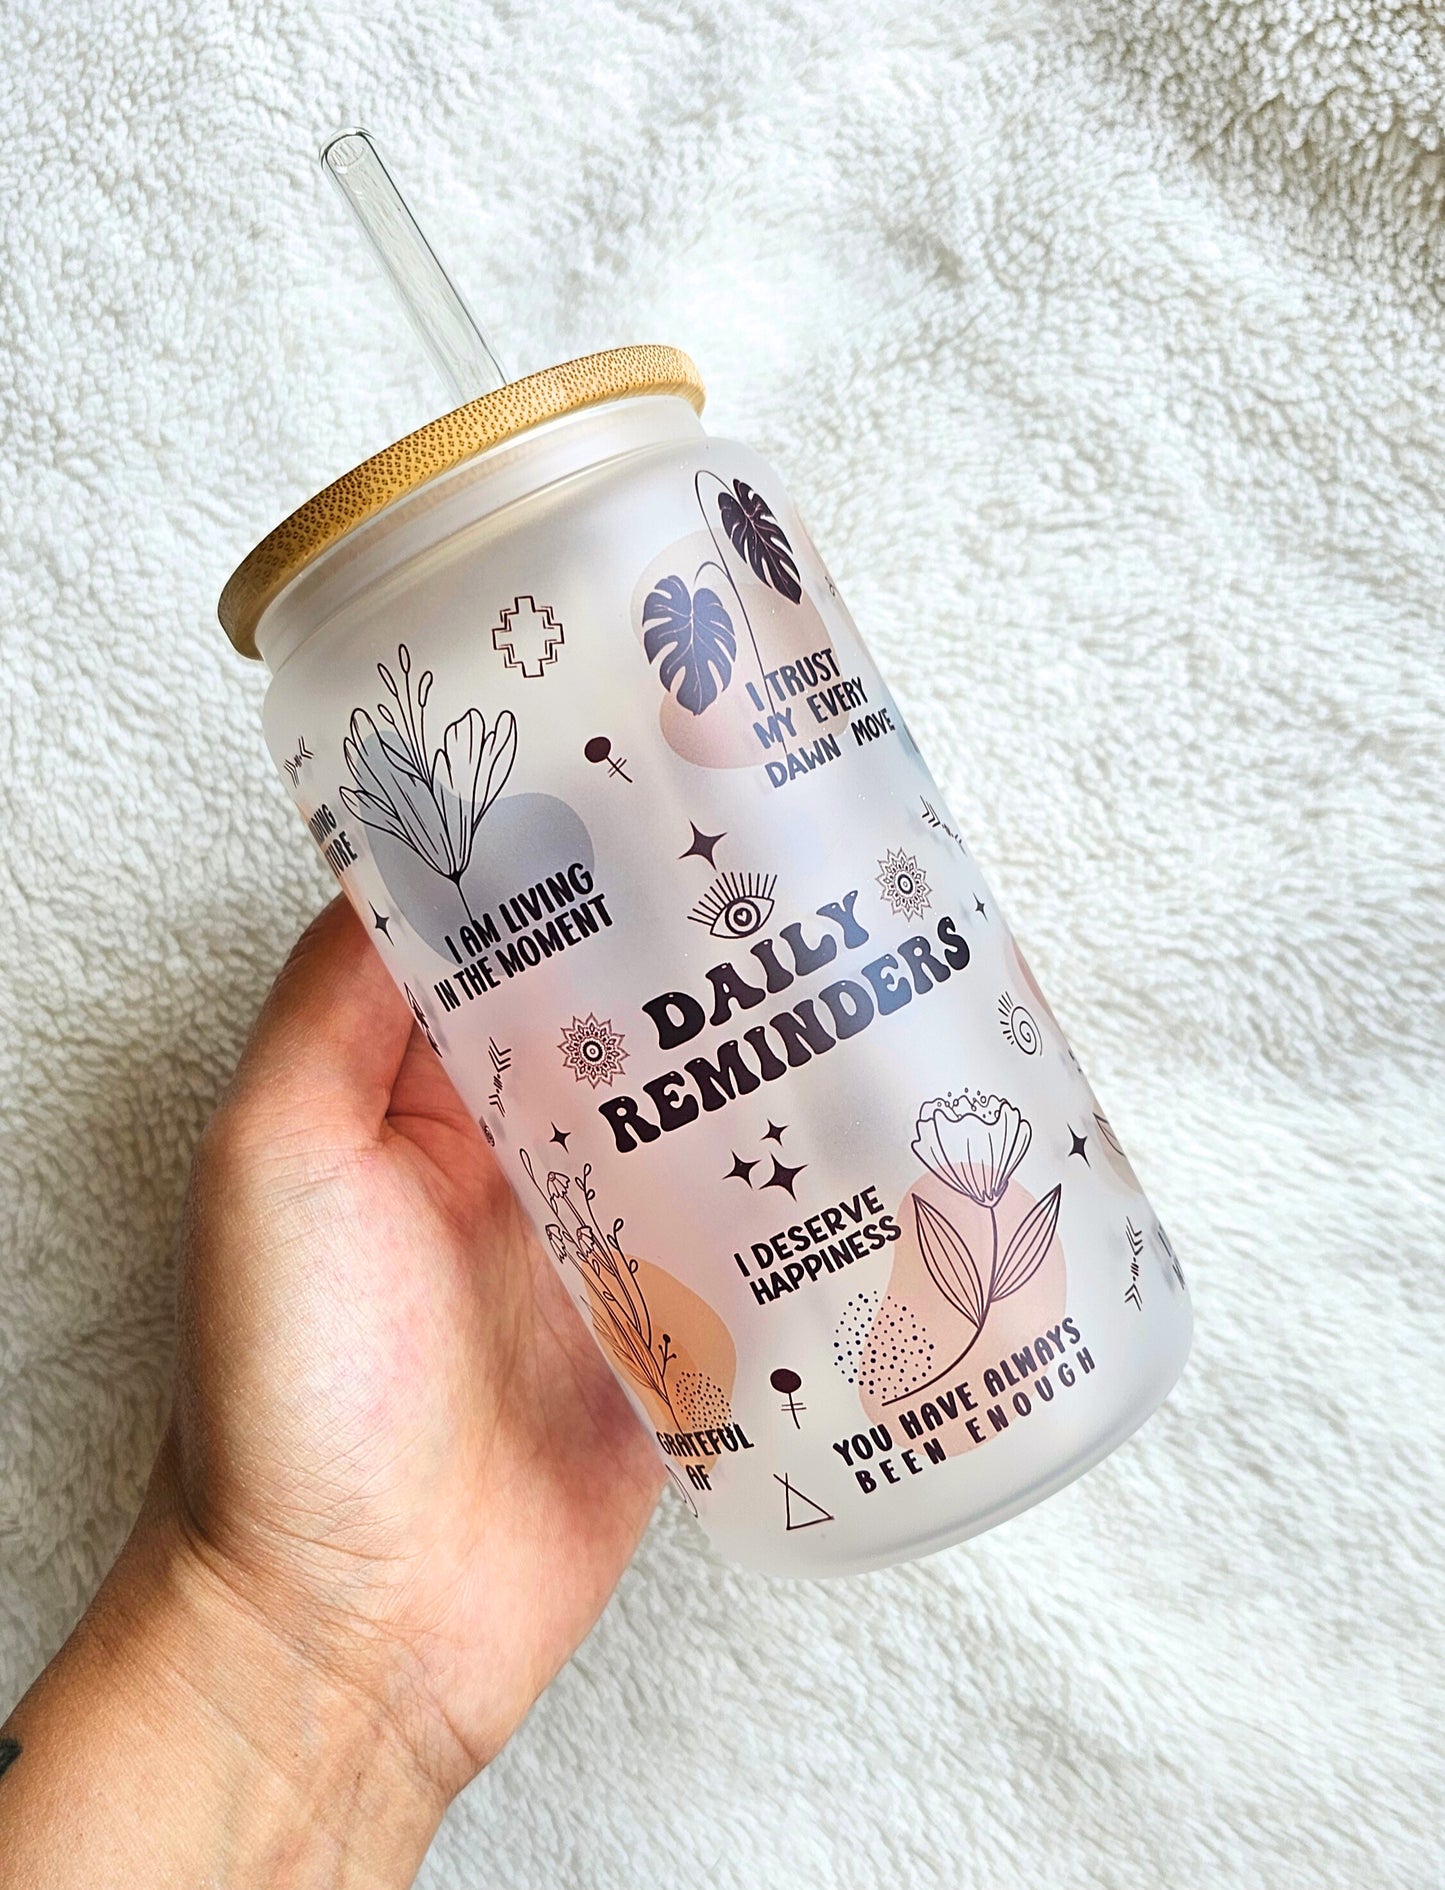 I TRUST
MY EVERY
DAWN MOVE
I AM LIVING
IN THE MOMENT
DAILY
REMINDERS
I DESERVE
HAPPINESS
YOU HAVE ALWAYS
BEEN ENOUGH
GRATEFUL
AF